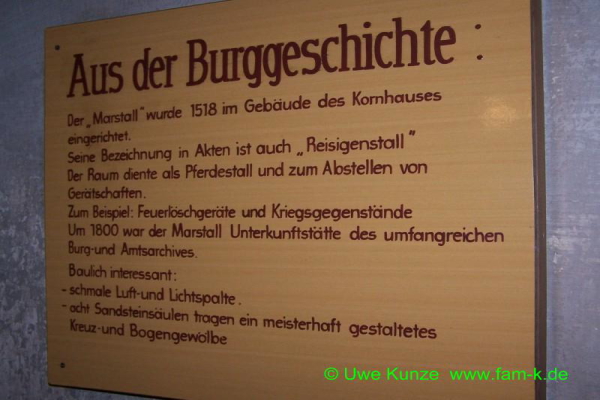 Aus der Burggeschichte :
Der „Marstall" wurde 1518 im Gebäude des Kornhauses
eingerichtet.
Seine Bezeichnung in Akten ist auch „Reisigenstall"
Der Raum diente als Pferdestall und zum Abstellen von
Gerätschaften.
Zum Beispiel: Feuerlöschgeräte und Kriegsgegenstände
Um 1800 war der Marstall Unterkunftstätte des umfangreichen
Burg-und Amtsarchives.
Baulich interessant:
- schmale Luft-und Lichtspalte.
- acht Sandsteinsäulen tragen ein meisterhaft gestaltetes
Kreuz-und Bogengewölbe
© Uwe Kunze www.fam-k.de